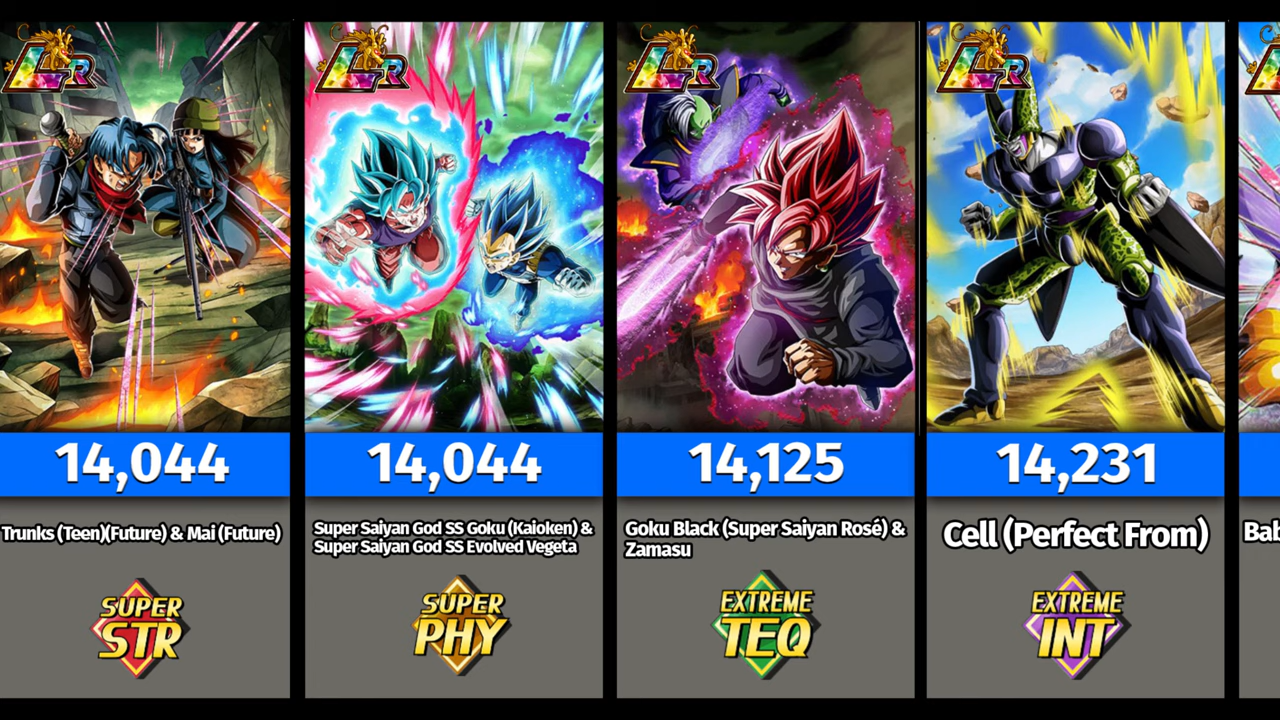 LR
14,044
Trunks (Teen)(Future) & Mai (Future)
SUPER
STR
LR
14,044
Super Saiyan God SS Goku (Kaioken) &
Super Saiyan God SS Evolved Vegeta
SUPER
PHY
LR
14,125
Goku Black (Super Saiyan Rosé) &
Zamasu
EXTREME
TEQ
LR
14,231
Cell (Perfect From)
EXTREME
INT
Bab